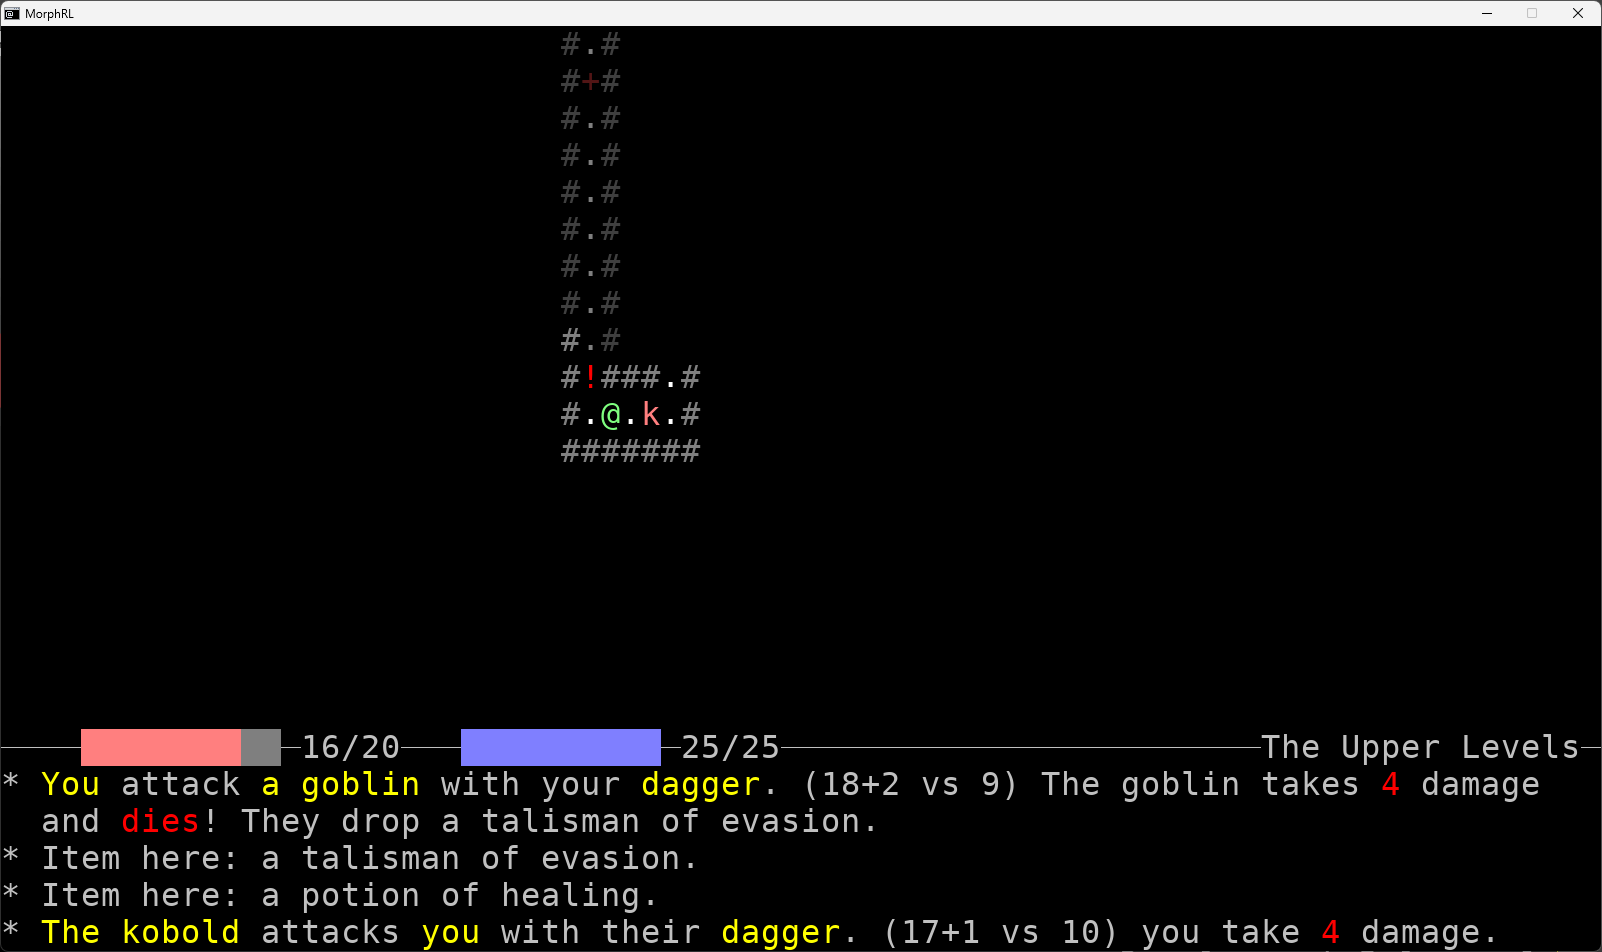 MorphRL
#.#
#+#
#.#
#.#
#.#
#.#
#.#
#.#
#.#
#!###.#
#.@.k.#
#######
16/20 25/25 The Upper Levels
* You attack a goblin with your dagger. (18+2 vs 9) The goblin takes 4 damage
and dies! They drop a talisman of evasion.
* Item here: a talisman of evasion.
* Item here: a potion of healing.
* The kobold attacks you with their dagger. (17+1 vs 10) you take 4 damage.